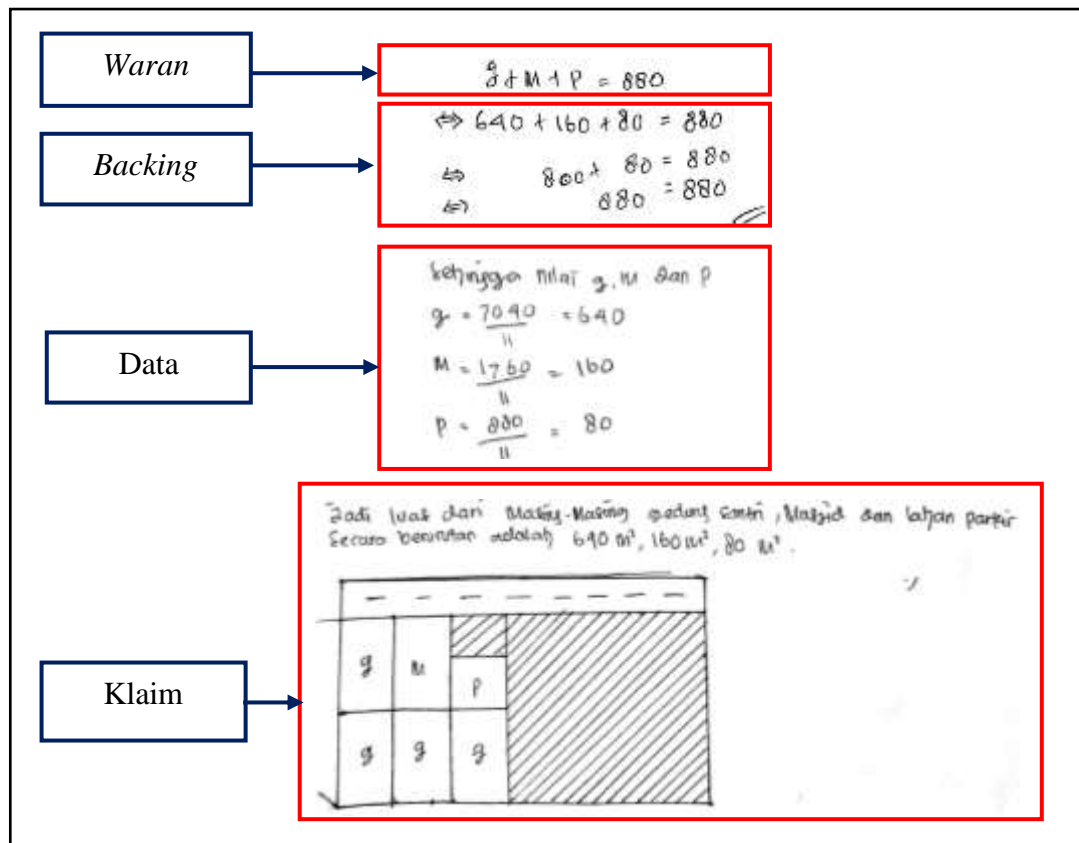 Waran
g + M + P = 880
Backing
⇔ 640 + 160 + 80 = 880
⇔ 800 + 80 = 880
⇔ 880 = 880
Data
Sehingga nilai g, M dan P
g = 7040/11 = 640
M = 1760/11 = 160
P = 880/11 = 80
Klaim
Jadi luas dari Masing-Masing gedung santri, Masjid dan lahan parkir
Secara berurutan adalah 640 m², 160 m², 80 m².
g M P
g g g